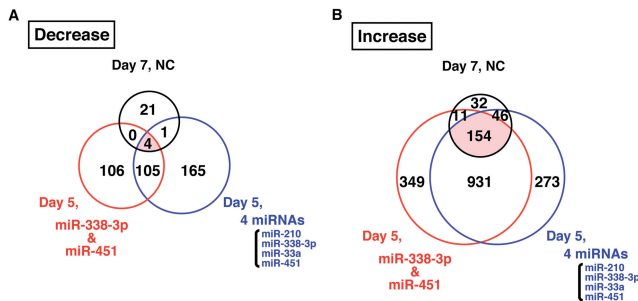 A
Decrease
Day 7, NC
21
0
1
4
106
105
165
Day 5,
miR-338-3p
&
miR-451
Day 5,
4 miRNAs
miR-210
miR-338-3p
miR-33a
miR-451
B
Increase
Day 7, NC
32
11
46
154
349
931
273
Day 5,
miR-338-3p
&
miR-451
Day 5,
4 miRNAs
miR-210
miR-338-3p
miR-33a
miR-451